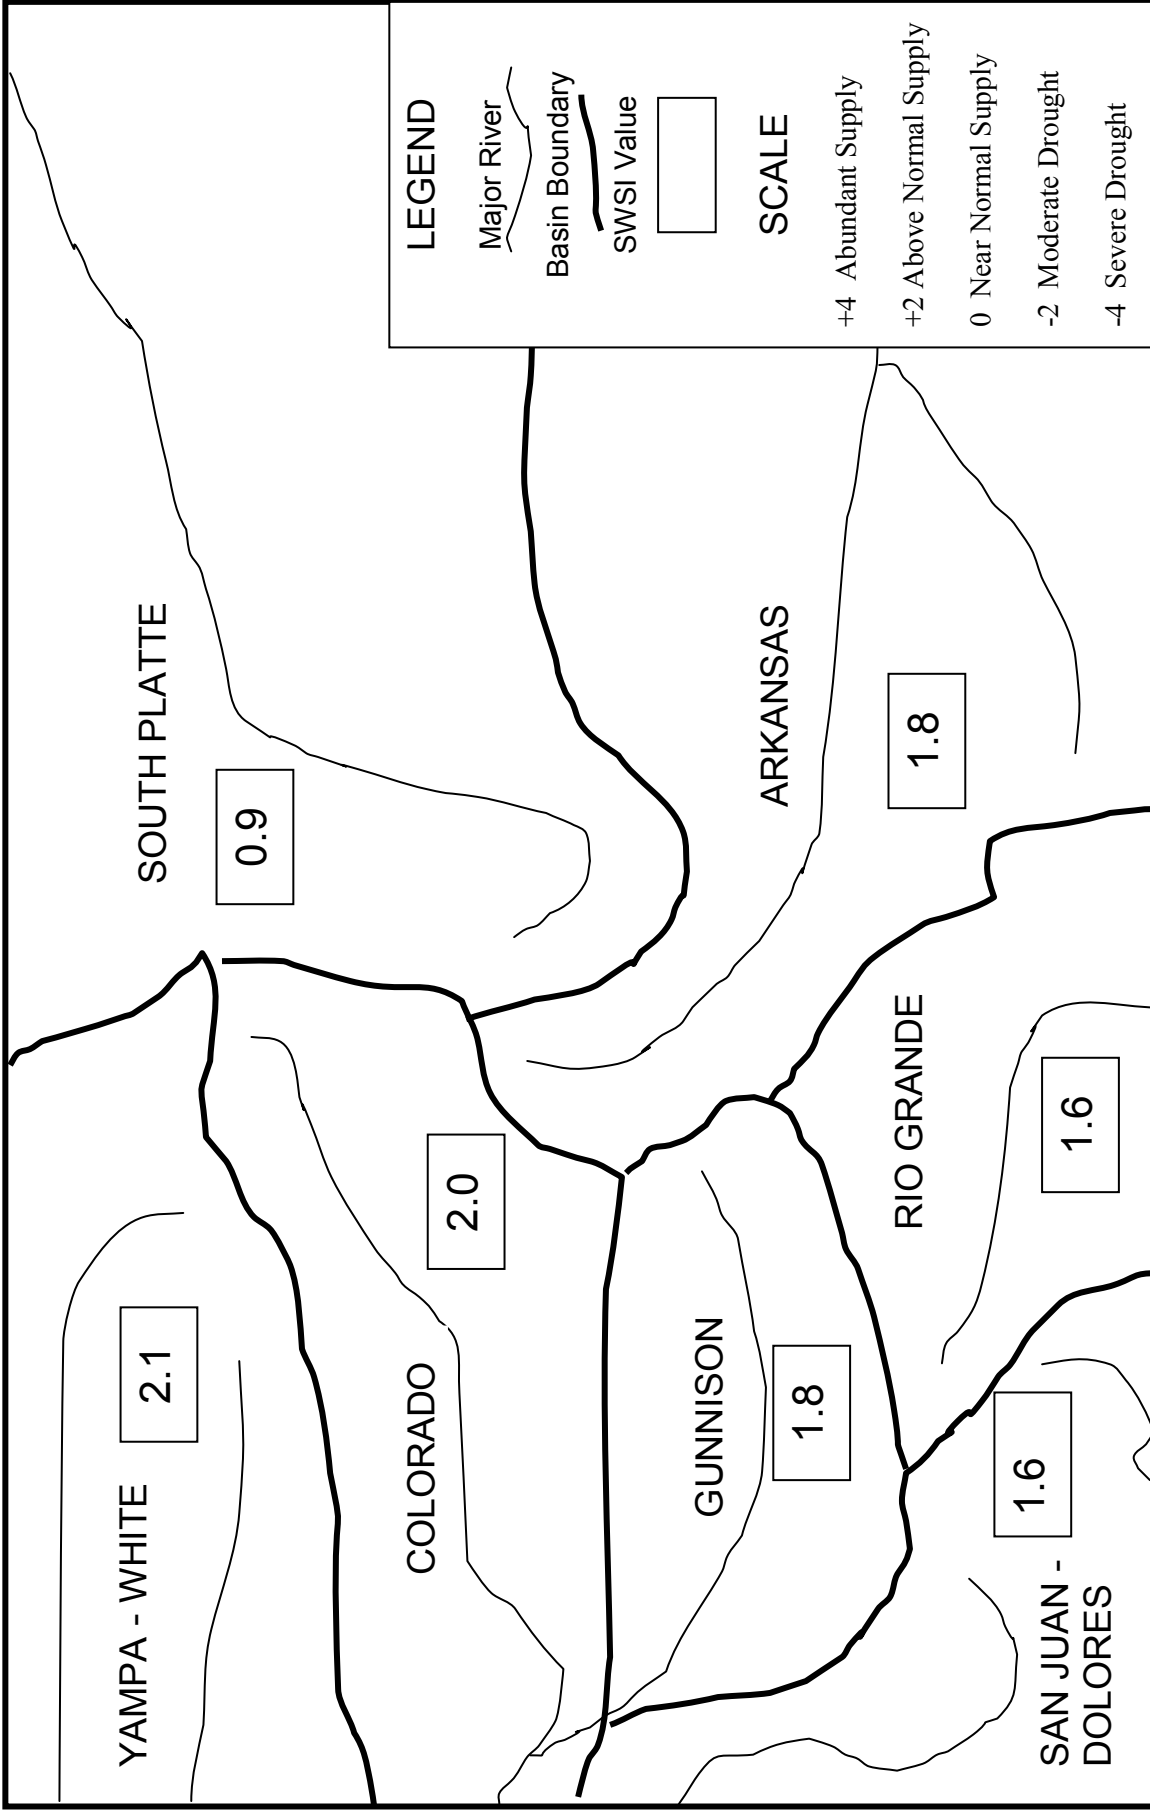 YAMPA - WHITE
2.1
SOUTH PLATTE
0.9
COLORADO
2.0
GUNNISON
1.8
ARKANSAS
1.8
RIO GRANDE
1.6
SAN JUAN -
DOLORES
1.6
LEGEND
Major River
Basin Boundary
SWSI Value
SCALE
+4 Abundant Supply
+2 Above Normal Supply
0 Near Normal Supply
-2 Moderate Drought
-4 Severe Drought